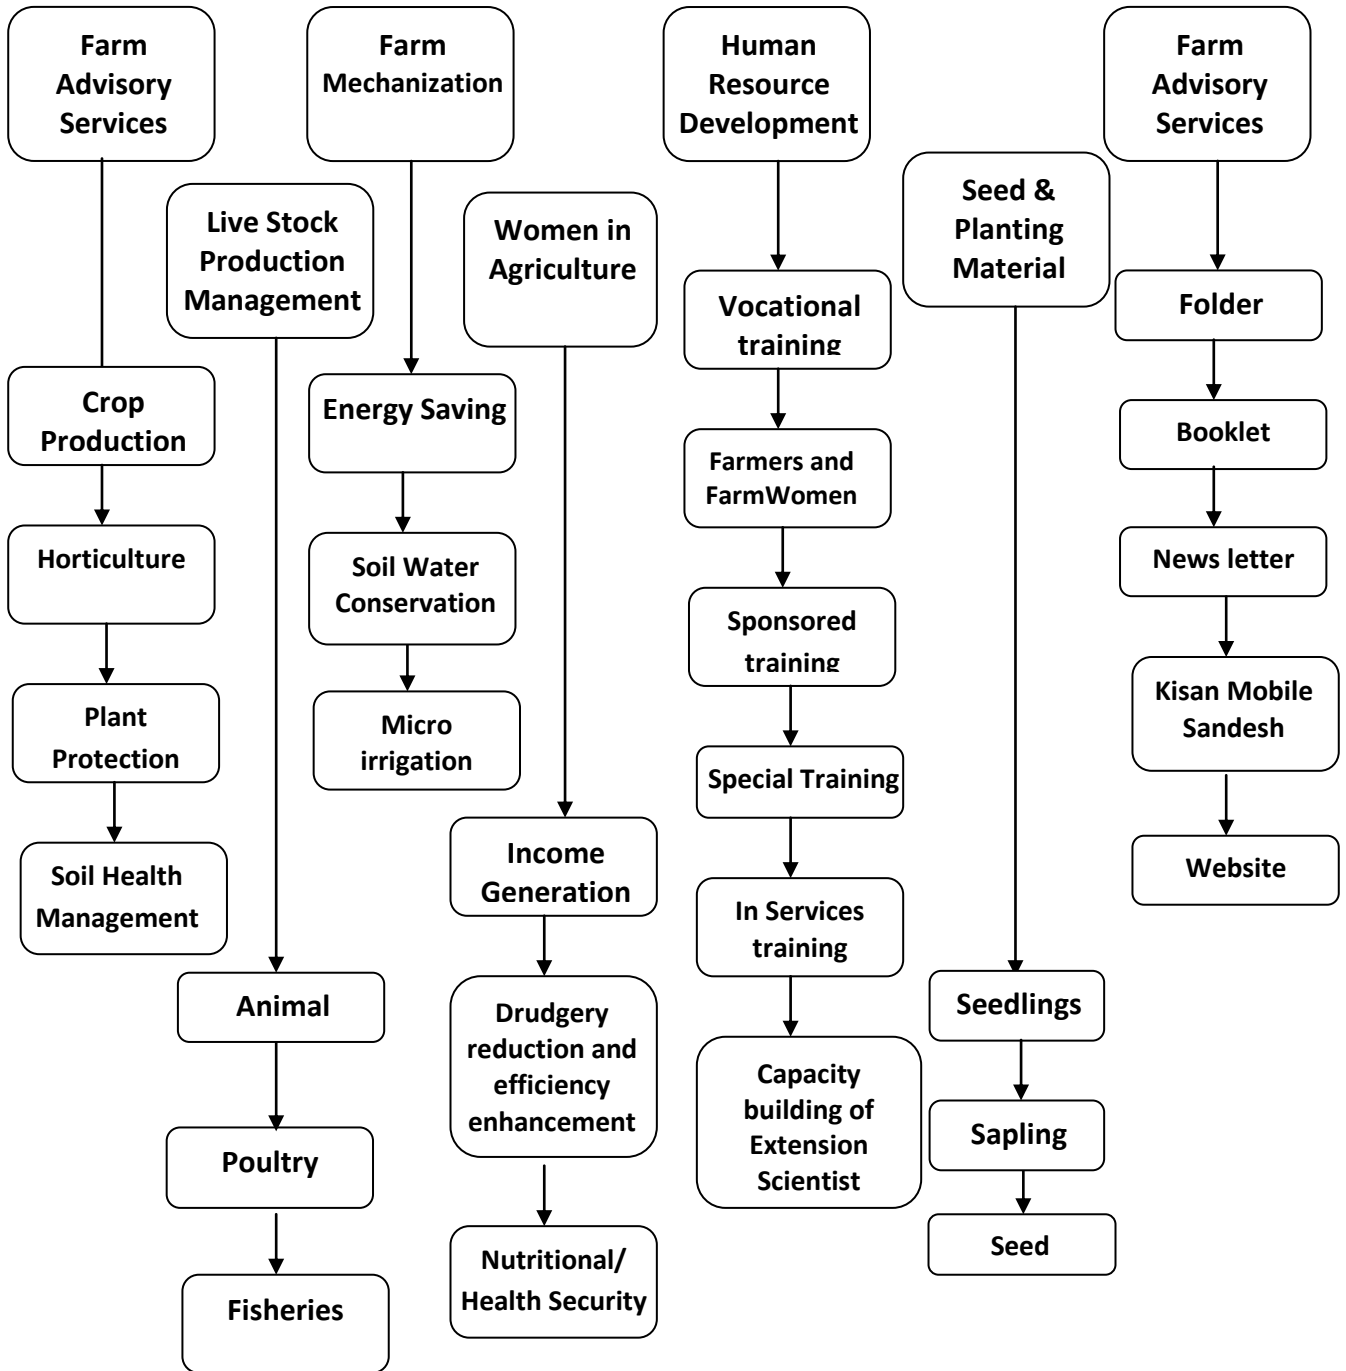 Farm
Advisory
Services
Farm
Mechanization
Human
Resource
Development
Farm
Advisory
Services
Live Stock
Production
Management
Women in
Agriculture
Seed &
Planting
Material
Crop
Production
Horticulture
Plant
Protection
Soil Health
Management
Animal
Poultry
Fisheries
Energy Saving
Soil Water
Conservation
Micro
irrigation
Income
Generation
Drudgery
reduction and
efficiency
enhancement
Nutritional/
Health Security
Vocational
training
Farmers and
FarmWomen
Sponsored
training
Special Training
In Services
training
Capacity
building of
Extension
Scientist
Seedlings
Sapling
Seed
Folder
Booklet
News letter
Kisan Mobile
Sandesh
Website